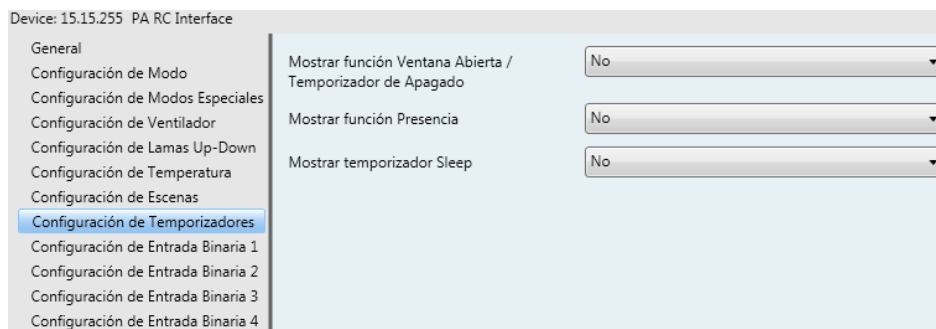 Device: 15.15.255 PA RC Interface
General
Configuración de Modo
Configuración de Modos Especiales
Configuración de Ventilador
Configuración de Lamas Up-Down
Configuración de Temperatura
Configuración de Escenas
Configuración de Temporizadores
Configuración de Entrada Binaria 1
Configuración de Entrada Binaria 2
Configuración de Entrada Binaria 3
Configuración de Entrada Binaria 4
Mostrar función Ventana Abierta /
Temporizador de Apagado
No
Mostrar función Presencia
No
Mostrar temporizador Sleep
No